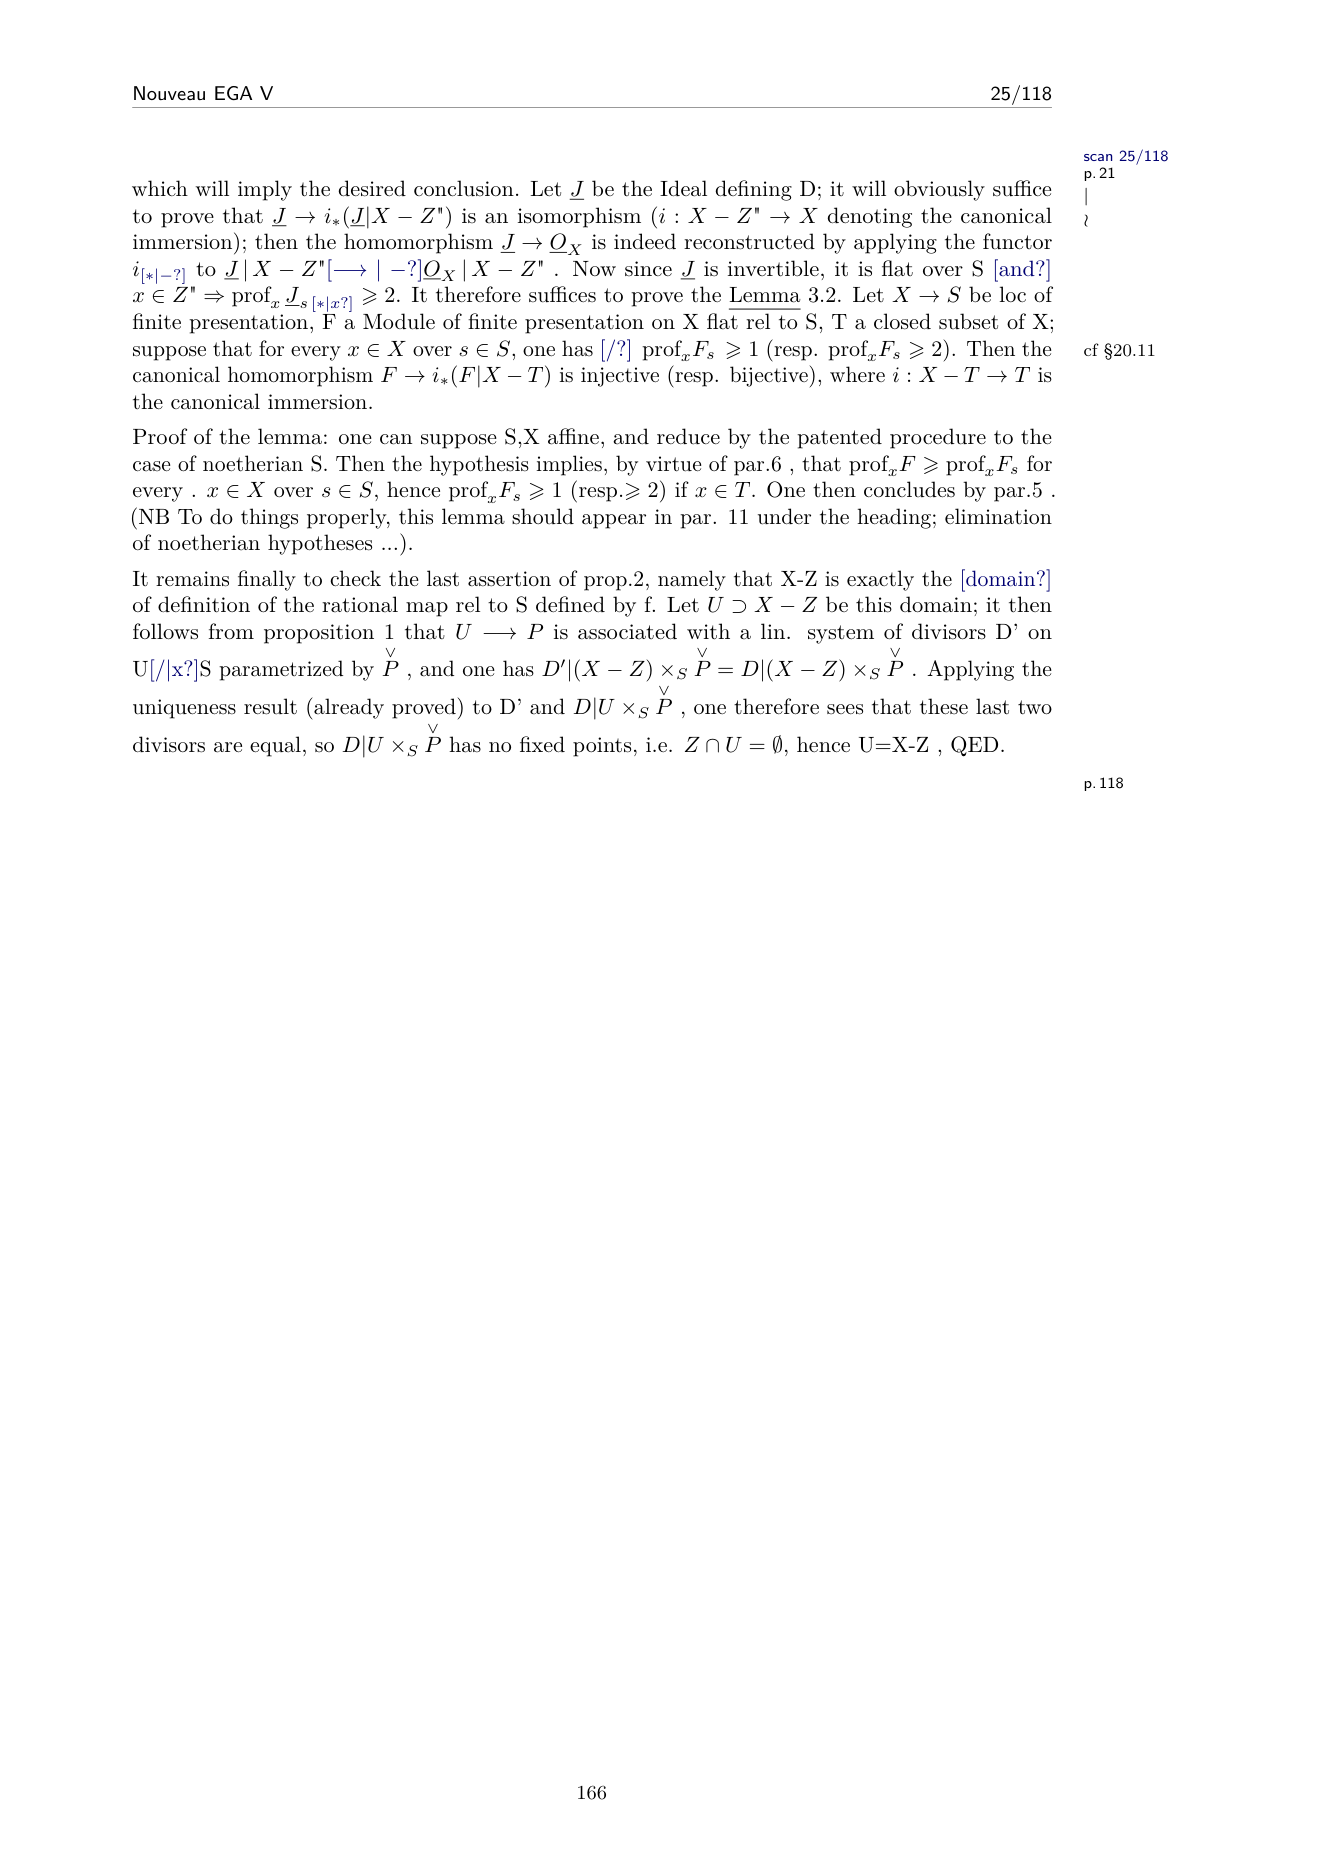 Nouveau EGA V 25/118
scan 25/118
p. 21
|
≀
which will imply the desired conclusion. Let J be the Ideal defining D; it will obviously suffice
to prove that J → i∗(J|X − Z") is an isomorphism (i : X − Z" → X denoting the canonical
immersion); then the homomorphism J → O_X is indeed reconstructed by applying the functor
i[∗|−?] to J | X − Z"[⟶ | −?]O_X | X − Z" . Now since J is invertible, it is flat over S [and?]
x ∈ Z" ⇒ prof_x J_s [∗|x?] ⩾ 2. It therefore suffices to prove the Lemma 3.2. Let X → S be loc of
finite presentation, F a Module of finite presentation on X flat rel to S, T a closed subset of X;
suppose that for every x ∈ X over s ∈ S, one has [/?] prof_x F_s ⩾ 1 (resp. prof_x F_s ⩾ 2). Then the
cf §20.11
canonical homomorphism F → i∗(F|X − T) is injective (resp. bijective), where i : X − T → T is
the canonical immersion.
Proof of the lemma: one can suppose S,X affine, and reduce by the patented procedure to the
case of noetherian S. Then the hypothesis implies, by virtue of par.6 , that prof_x F ⩾ prof_x F_s for
every . x ∈ X over s ∈ S, hence prof_x F_s ⩾ 1 (resp.⩾ 2) if x ∈ T. One then concludes by par.5 .
(NB To do things properly, this lemma should appear in par. 11 under the heading; elimination
of noetherian hypotheses ...).
It remains finally to check the last assertion of prop.2, namely that X-Z is exactly the [domain?]
of definition of the rational map rel to S defined by f. Let U ⊃ X − Z be this domain; it then
follows from proposition 1 that U ⟶ P is associated with a lin. system of divisors D' on
U[/|x?]S parametrized by P̌ , and one has D′|(X − Z) ×_S P̌ = D|(X − Z) ×_S P̌ . Applying the
uniqueness result (already proved) to D' and D|U ×_S P̌ , one therefore sees that these last two
divisors are equal, so D|U ×_S P̌ has no fixed points, i.e. Z ∩ U = ∅, hence U=X-Z , QED.
p. 118
166